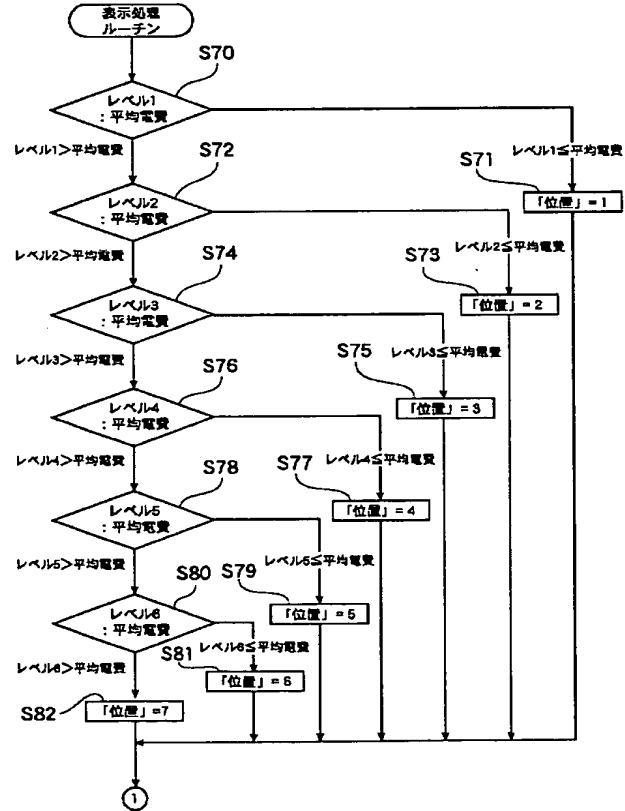 表示処理
ルーチン
S70
レベル1
:平均電費
レベル1>平均電費
レベル1≦平均電費
S71
「位置」=1
S72
レベル2
:平均電費
レベル2>平均電費
レベル2≦平均電費
S73
「位置」=2
S74
レベル3
:平均電費
レベル3>平均電費
レベル3≦平均電費
S75
「位置」=3
S76
レベル4
:平均電費
レベル4>平均電費
レベル4≦平均電費
S77
「位置」=4
S78
レベル5
:平均電費
レベル5>平均電費
レベル5≦平均電費
S79
「位置」=5
S80
レベル6
:平均電費
レベル6>平均電費
レベル6≦平均電費
S81
「位置」=6
S82
「位置」=7
1